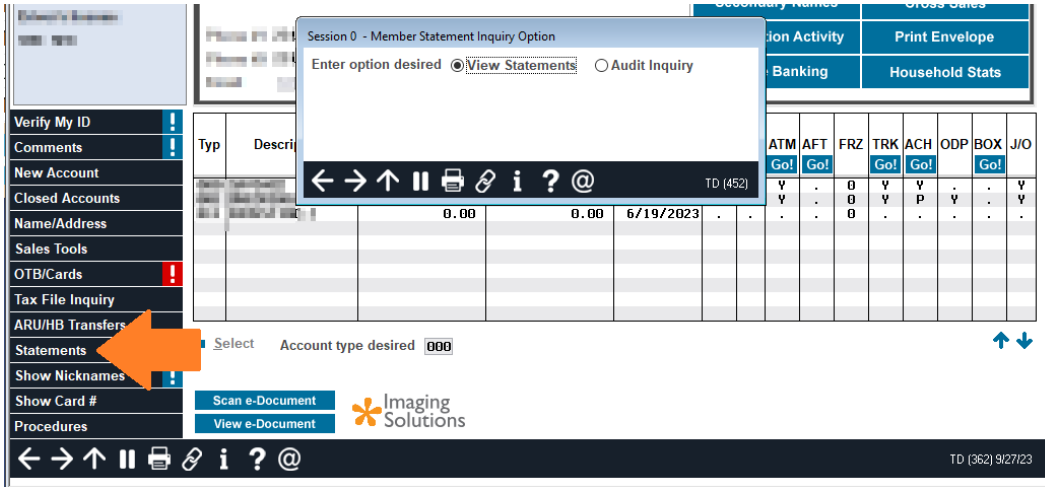 Secondary Names Gross Sales
Session 0 - Member Statement Inquiry Option
ion Activity Print Envelope
Enter option desired View Statements Audit Inquiry
Banking Household Stats
Verify My ID
Comments
New Account
Closed Accounts
Name/Address
Sales Tools
OTB/Cards
Tax File Inquiry
ARU/HB Transfers
Statements
Show Nicknames
Show Card #
Procedures
Typ Descrip ATM AFT FRZ TRK ACH ODP BOX J/O
Go! Go! Go! Go! Go!
TD (452)
Y . 0 Y Y . . Y
Y . 0 Y P Y . Y
0.00 0.00 6/19/2023 . . . . 0 . . . . .
Select Account type desired 000
Scan e-Document
View e-Document
Imaging
Solutions
TD (362) 9/27/23